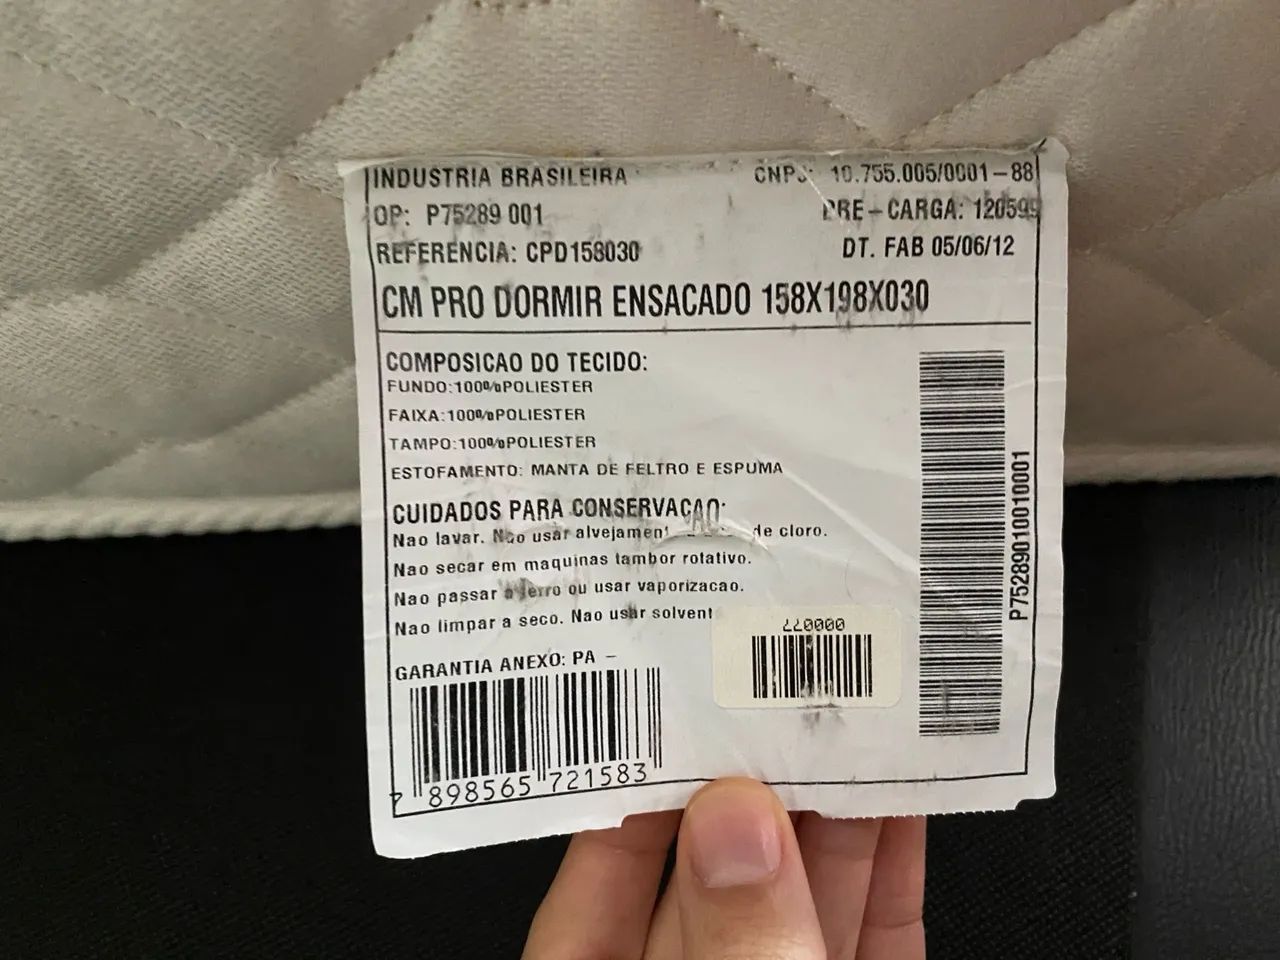 INDUSTRIA BRASILEIRA CNPJ: 10.755.005/0001-88
OP: P75289 001 PRE-CARGA: 120599
REFERENCIA: CPD158030 DT. FAB 05/06/12
CM PRO DORMIR ENSACADO 158X198X030
COMPOSICAO DO TECIDO:
FUNDO:100%POLIESTER
FAIXA:100%POLIESTER
TAMPO:100%POLIESTER
ESTOFAMENTO: MANTA DE FELTRO E ESPUMA
CUIDADOS PARA CONSERVACAO:
Nao lavar. Nao usar alvejament de cloro.
Nao secar em maquinas tambor rotativo.
Nao passar a ferro ou usar vaporizacao.
Nao limpar a seco. Nao usar solvent
GARANTIA ANEXO: PA -
7 898565 721583
000077
P75289010010001